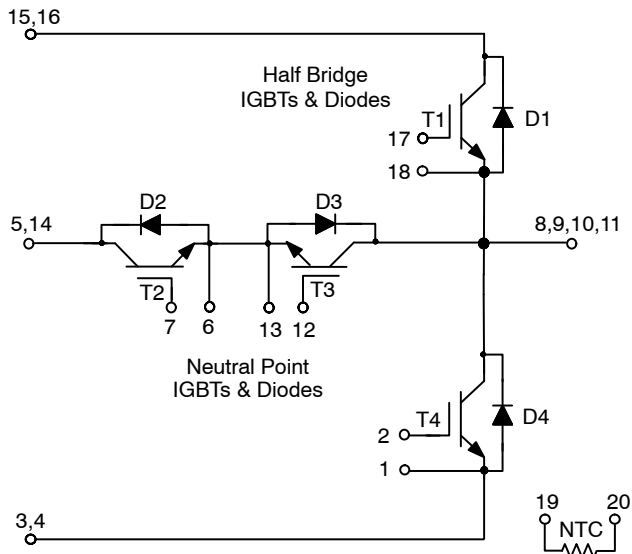 15,16
Half Bridge
IGBTs & Diodes
T1
D1
17
18
D2
D3
5,14
8,9,10,11
T2
T3
7
6
13
12
Neutral Point
IGBTs & Diodes
T4
D4
2
1
3,4
19
20
NTC